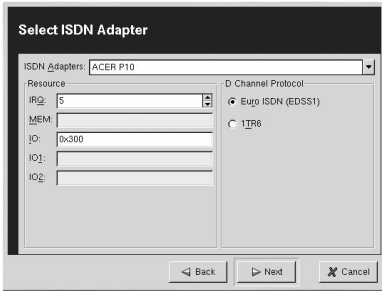 Select ISDN Adapter
ISDN Adapters: ACER P10
Resource
IRQ: 5
MEM:
IO: 0x300
IO1:
IO2:
D Channel Protocol
Euro ISDN (EDSS1)
1TR6
Back
Next
Cancel